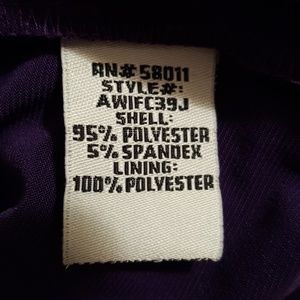 RN# 58011
STYLE#:
AWIFC39J
SHELL:
95% POLYESTER
5% SPANDEX
LINING:
100% POLYESTER